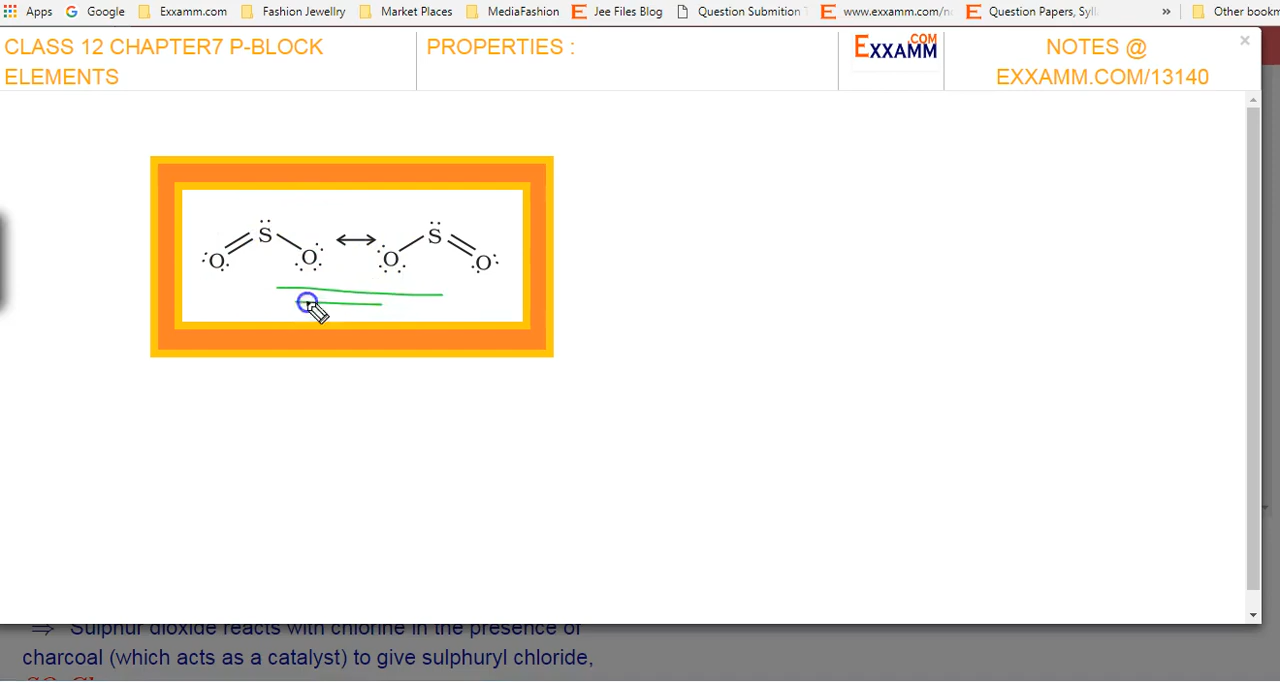 Apps Google Exxamm.com Fashion Jewellry Market Places MediaFashion Jee Files Blog Question Submition www.exxamm.com/n Question Papers, Syll » Other bookm
CLASS 12 CHAPTER7 P-BLOCK
ELEMENTS
PROPERTIES :
EXXAMM
.COM
NOTES @
EXXAMM.COM/13140
×
S S
O O O O
⇒ Sulphur dioxide reacts with chlorine in the presence of
charcoal (which acts as a catalyst) to give sulphuryl chloride,